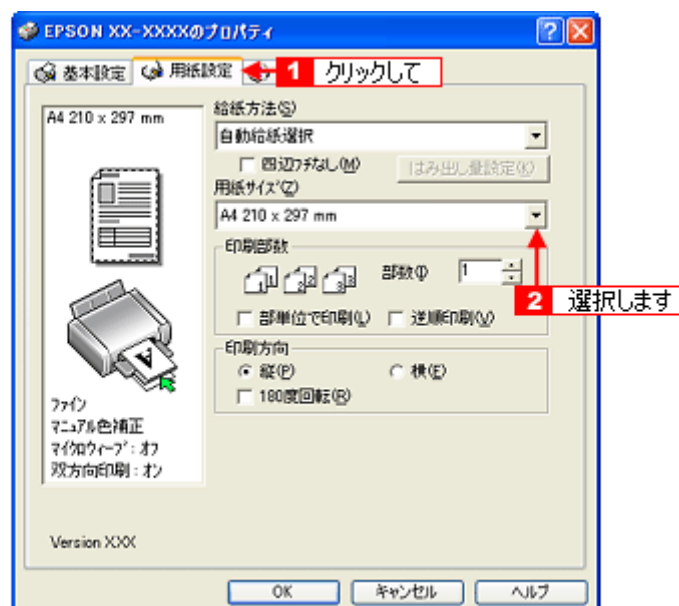 EPSON XX-XXXXのプロパティ
基本設定 用紙設定 1 クリックして
A4 210 x 297 mm
給紙方法(S)
自動給紙選択
四辺フチなし(M) はみ出し量設定(K)
用紙サイズ(Z)
A4 210 x 297 mm
印刷部数
部数(I) 1
2 選択します
部単位で印刷(L) 逆順印刷(V)
印刷方向
縦(P) 横(E)
180度回転(R)
ファイン
マニュアル色補正
マイクロウィーブ:オフ
双方向印刷:オン
Version XXX
OK キャンセル ヘルプ